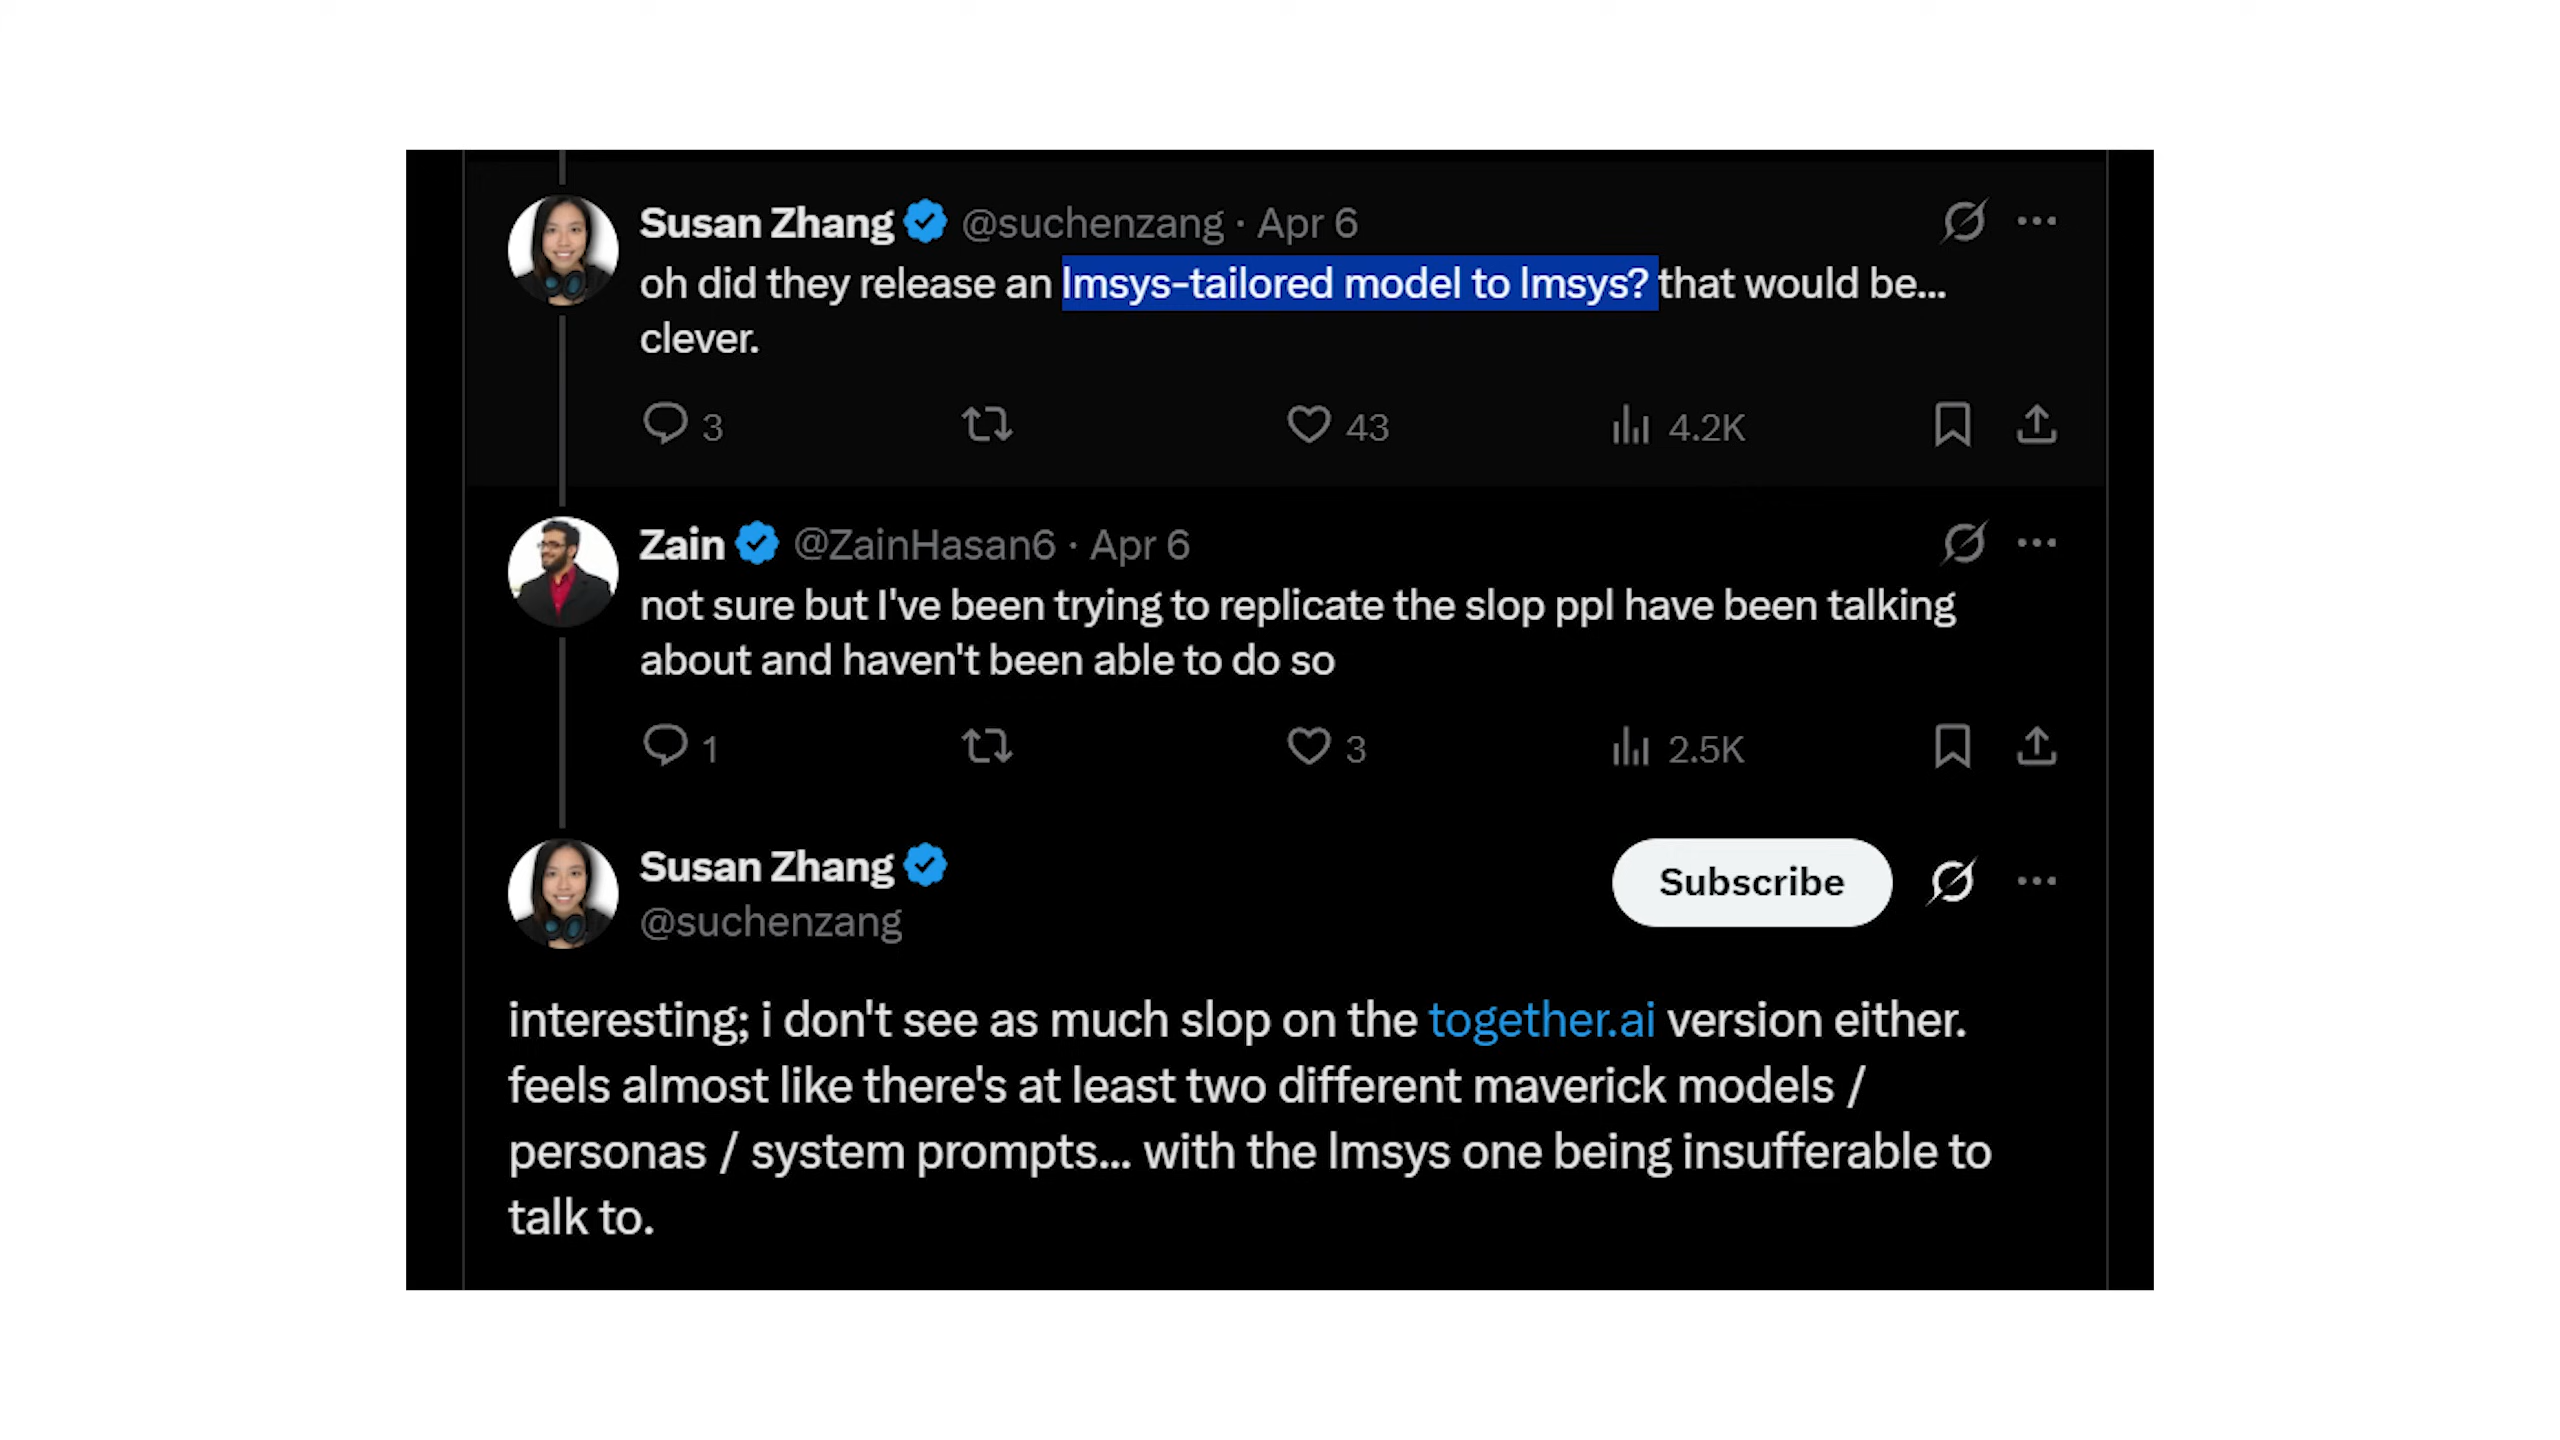 Susan Zhang @suchenzang · Apr 6
oh did they release an lmsys-tailored model to lmsys? that would be...
clever.
3 43 4.2K
Zain @ZainHasan6 · Apr 6
not sure but I've been trying to replicate the slop ppl have been talking
about and haven't been able to do so
1 3 2.5K
Susan Zhang
@suchenzang
Subscribe
interesting; i don't see as much slop on the together.ai version either.
feels almost like there's at least two different maverick models /
personas / system prompts... with the lmsys one being insufferable to
talk to.